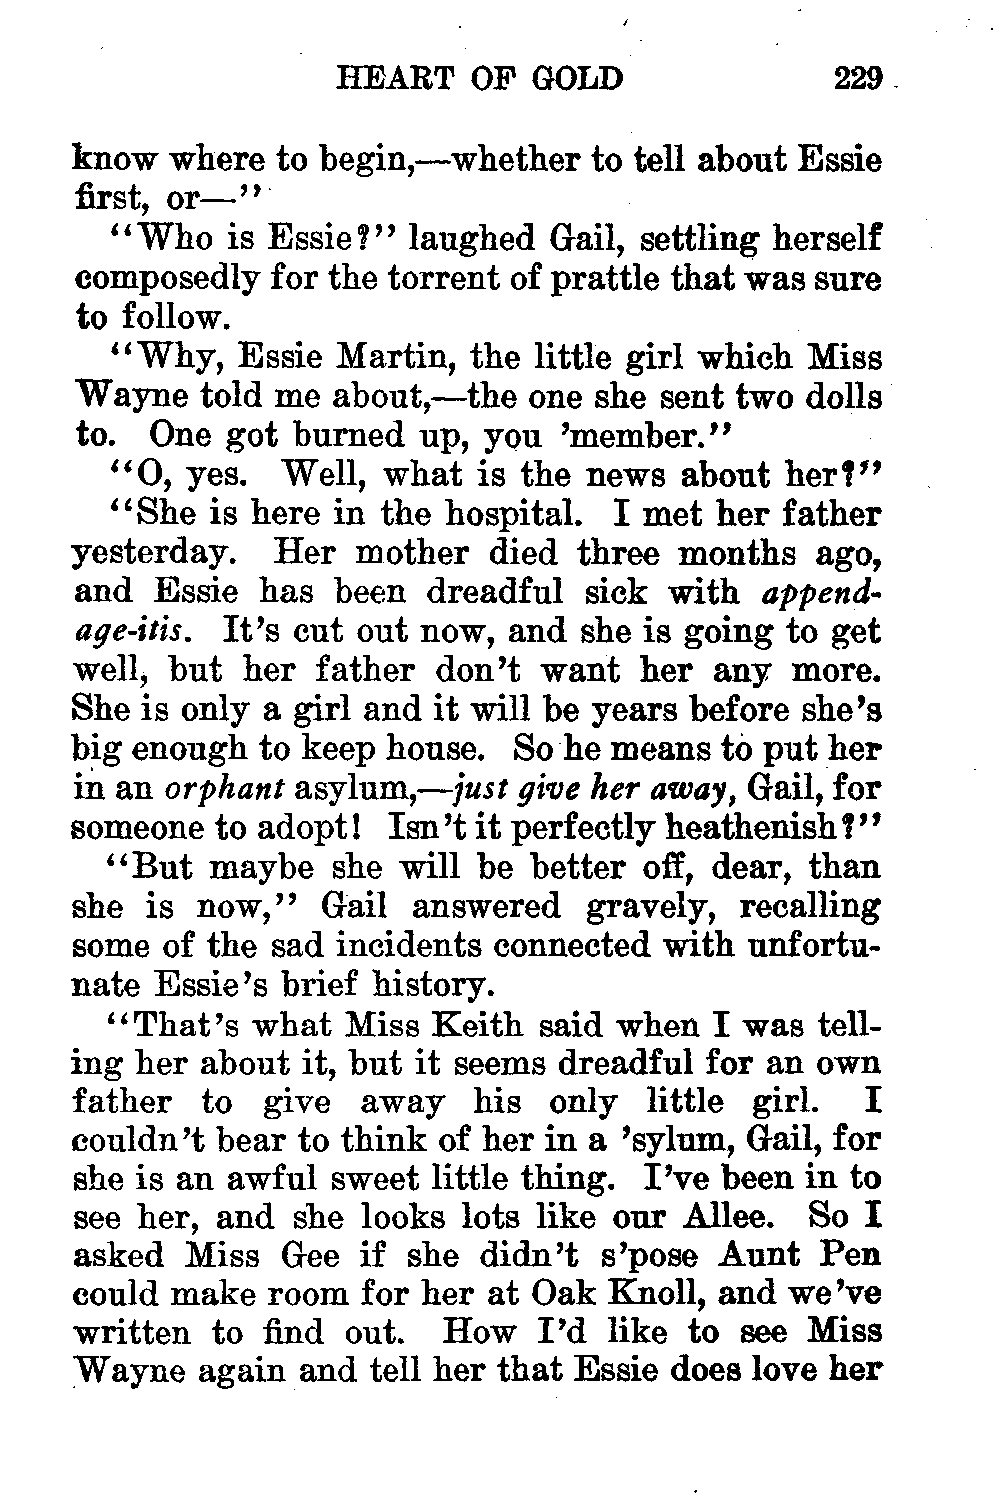 HEART OF GOLD 229
know where to begin,—whether to tell about Essie
first, or—"
"Who is Essie?" laughed Gail, settling herself
composedly for the torrent of prattle that was sure
to follow.
"Why, Essie Martin, the little girl which Miss
Wayne told me about,—the one she sent two dolls
to. One got burned up, you 'member."
"O, yes. Well, what is the news about her?"
"She is here in the hospital. I met her father
yesterday. Her mother died three months ago,
and Essie has been dreadful sick with append-
age-itis. It's cut out now, and she is going to get
well, but her father don't want her any more.
She is only a girl and it will be years before she's
big enough to keep house. So he means to put her
in an orphant asylum,—just give her away, Gail, for
someone to adopt! Isn't it perfectly heathenish?"
"But maybe she will be better off, dear, than
she is now," Gail answered gravely, recalling
some of the sad incidents connected with unfortu-
nate Essie's brief history.
"That's what Miss Keith said when I was tell-
ing her about it, but it seems dreadful for an own
father to give away his only little girl. I
couldn't bear to think of her in a 'sylum, Gail, for
she is an awful sweet little thing. I've been in to
see her, and she looks lots like our Allee. So I
asked Miss Gee if she didn't s'pose Aunt Pen
could make room for her at Oak Knoll, and we've
written to find out. How I'd like to see Miss
Wayne again and tell her that Essie does love her